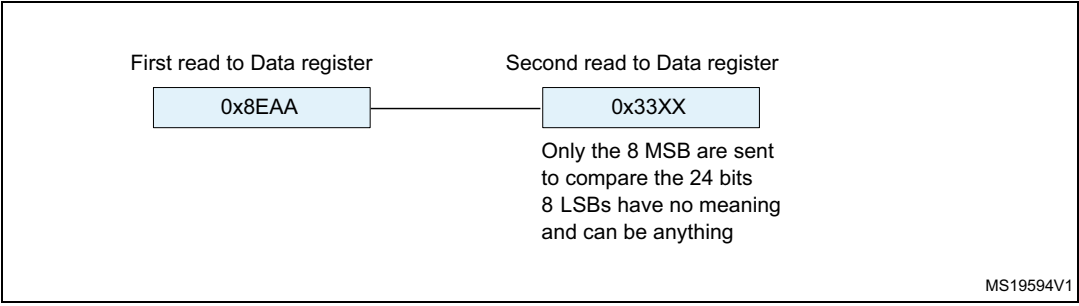 First read to Data register
Second read to Data register
0x8EAA
0x33XX
Only the 8 MSB are sent
to compare the 24 bits
8 LSBs have no meaning
and can be anything
MS19594V1